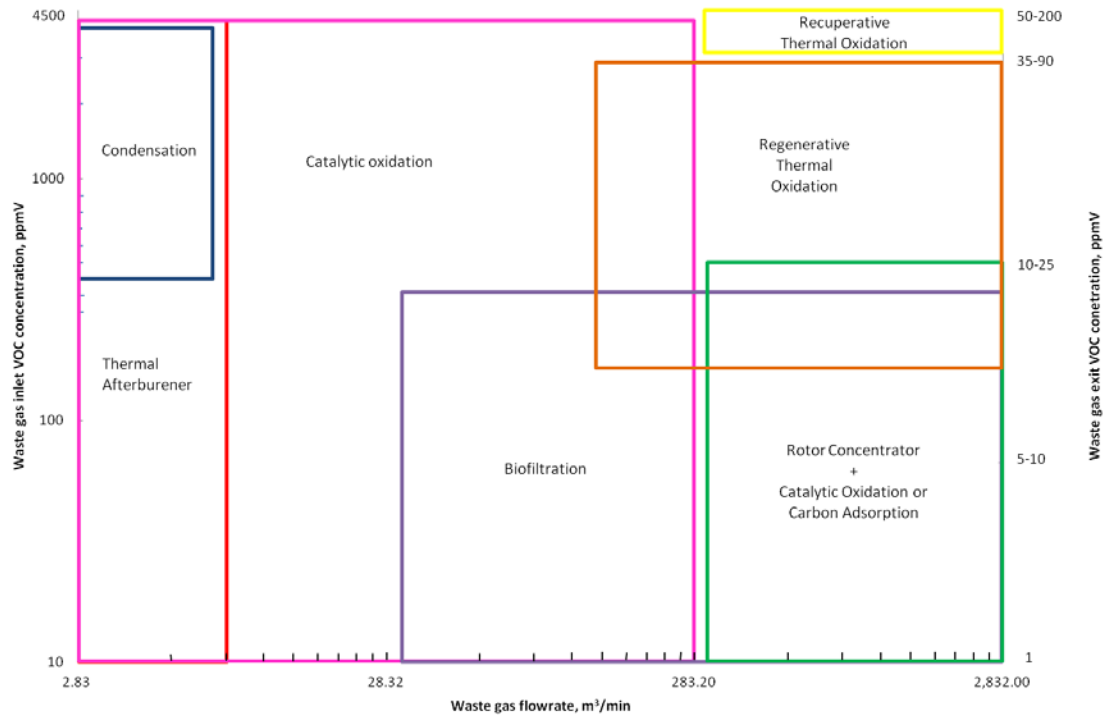 4500
1000
100
10
Waste gas inlet VOC concentration, ppmV
Condensation
Thermal
Afterburener
Catalytic oxidation
Biofiltration
Recuperative
Thermal Oxidation
Regenerative
Thermal
Oxidation
Rotor Concentrator
+
Catalytic Oxidation or
Carbon Adsorption
50-200
35-90
10-25
5-10
1
Waste gas exit VOC conetration, ppmV
2.83
28.32
283.20
2,832.00
Waste gas flowrate, m³/min